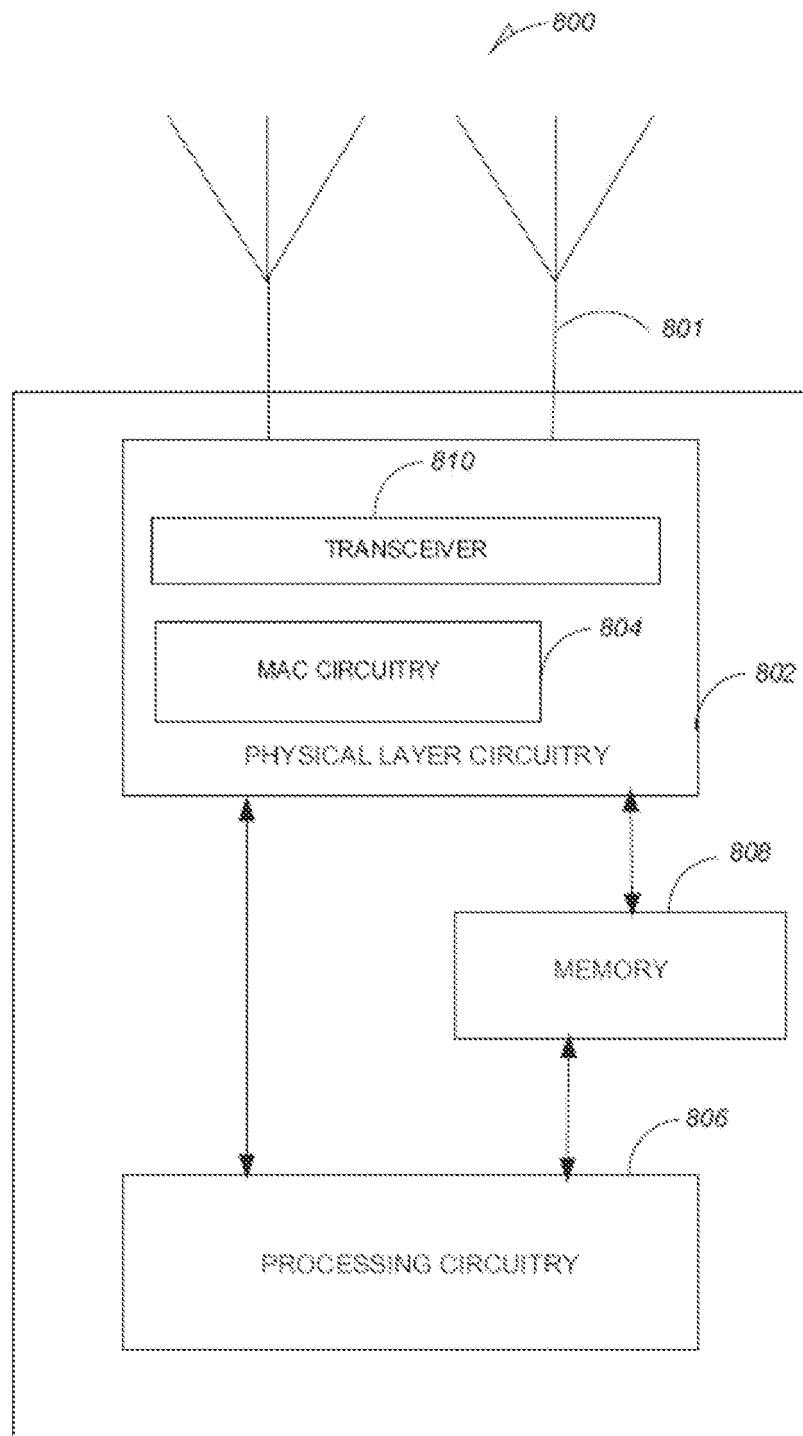 800
801
810
TRANSCEIVER
804
MAC CIRCUITRY
802
PHYSICAL LAYER CIRCUITRY
808
MEMORY
806
PROCESSING CIRCUITRY